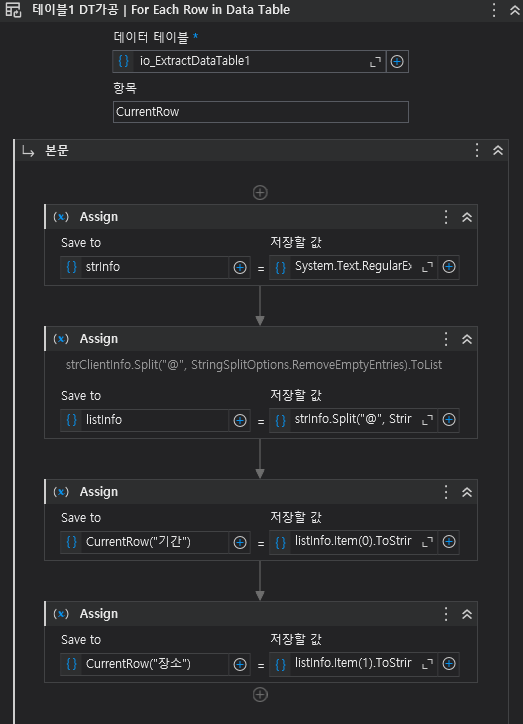 테이블1 DT가공 | For Each Row in Data Table
데이터 테이블 *
io_ExtractDataTable1
항목
CurrentRow
본문
Assign
Save to 저장할 값
strInfo = System.Text.RegularEx
Assign
strClientInfo.Split("@", StringSplitOptions.RemoveEmptyEntries).ToList
Save to 저장할 값
listInfo = strInfo.Split("@", Strin
Assign
Save to 저장할 값
CurrentRow("기간") = listInfo.Item(0).ToStrin
Assign
Save to 저장할 값
CurrentRow("장소") = listInfo.Item(1).ToStrin